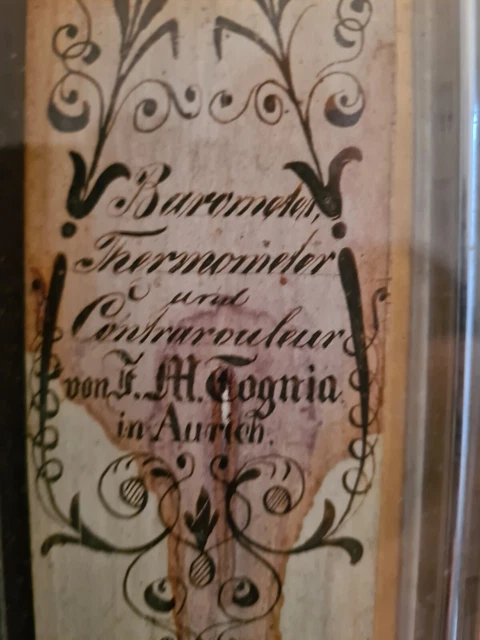 Barometer,
Thermometer
und
Contrarouleur
von F. M. Tognia
in Aurich.